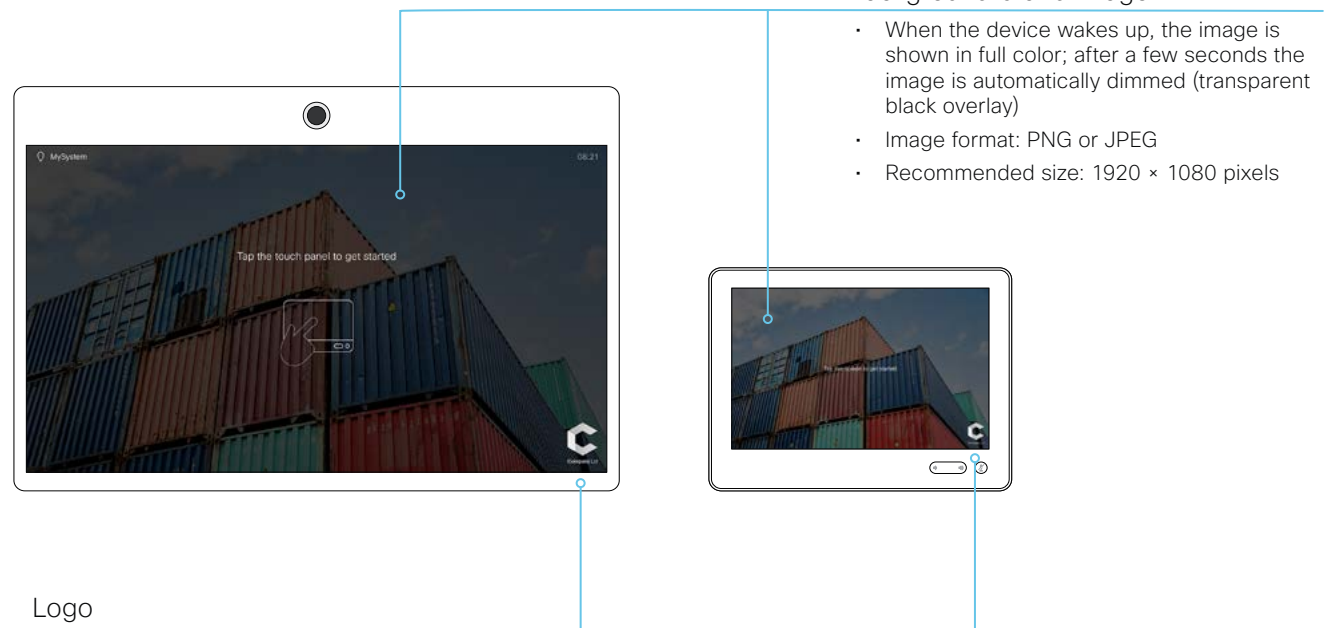 When the device wakes up, the image is
shown in full color; after a few seconds the
image is automatically dimmed (transparent
black overlay)
Image format: PNG or JPEG
Recommended size: 1920 × 1080 pixels
MySystem
08:21
Tap the touch panel to get started
Logo